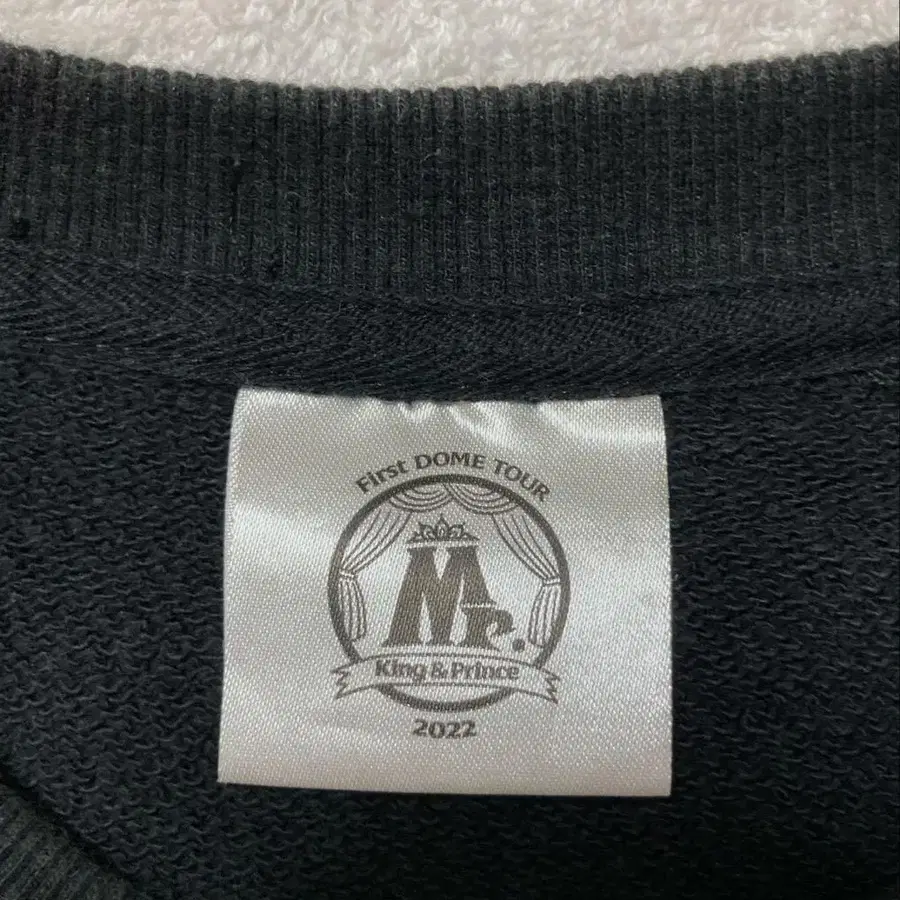 First DOME TOUR
Mr.
King & Prince
2022